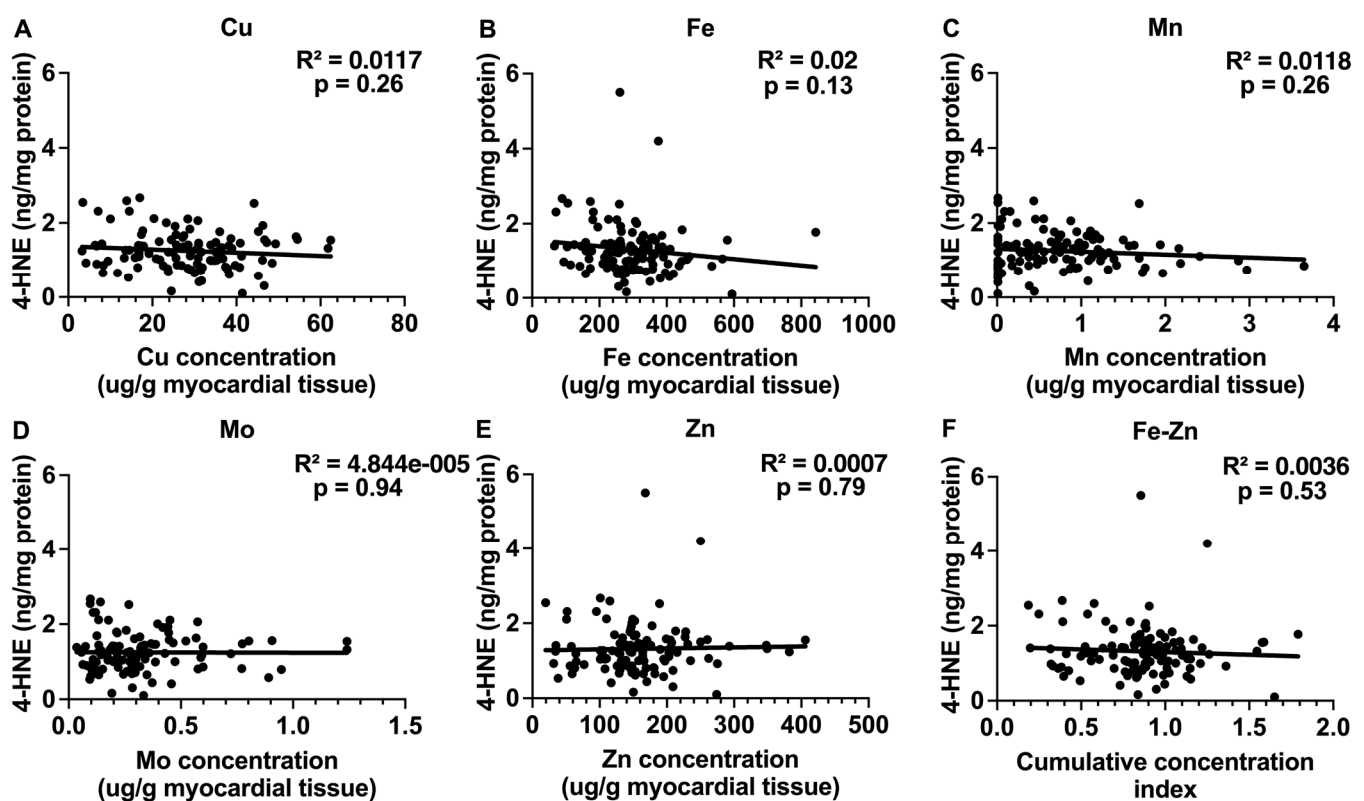 A
Cu
R² = 0.0117
p = 0.26
4-HNE (ng/mg protein)
6
4
2
0
0
20
40
60
80
Cu concentration
(ug/g myocardial tissue)
B
Fe
R² = 0.02
p = 0.13
4-HNE (ng/mg protein)
6
4
2
0
0
200
400
600
800
1000
Fe concentration
(ug/g myocardial tissue)
C
Mn
R² = 0.0118
p = 0.26
4-HNE (ng/mg protein)
6
4
2
0
0
1
2
3
4
Mn concentration
(ug/g myocardial tissue)
D
Mo
R² = 4.844e-005
p = 0.94
4-HNE (ng/mg protein)
6
4
2
0
0.0
0.5
1.0
1.5
Mo concentration
(ug/g myocardial tissue)
E
Zn
R² = 0.0007
p = 0.79
4-HNE (ng/mg protein)
6
4
2
0
0
100
200
300
400
500
Zn concentration
(ug/g myocardial tissue)
F
Fe-Zn
R² = 0.0036
p = 0.53
4-HNE (ng/mg protein)
6
4
2
0
0.0
0.5
1.0
1.5
2.0
Cumulative concentration
index